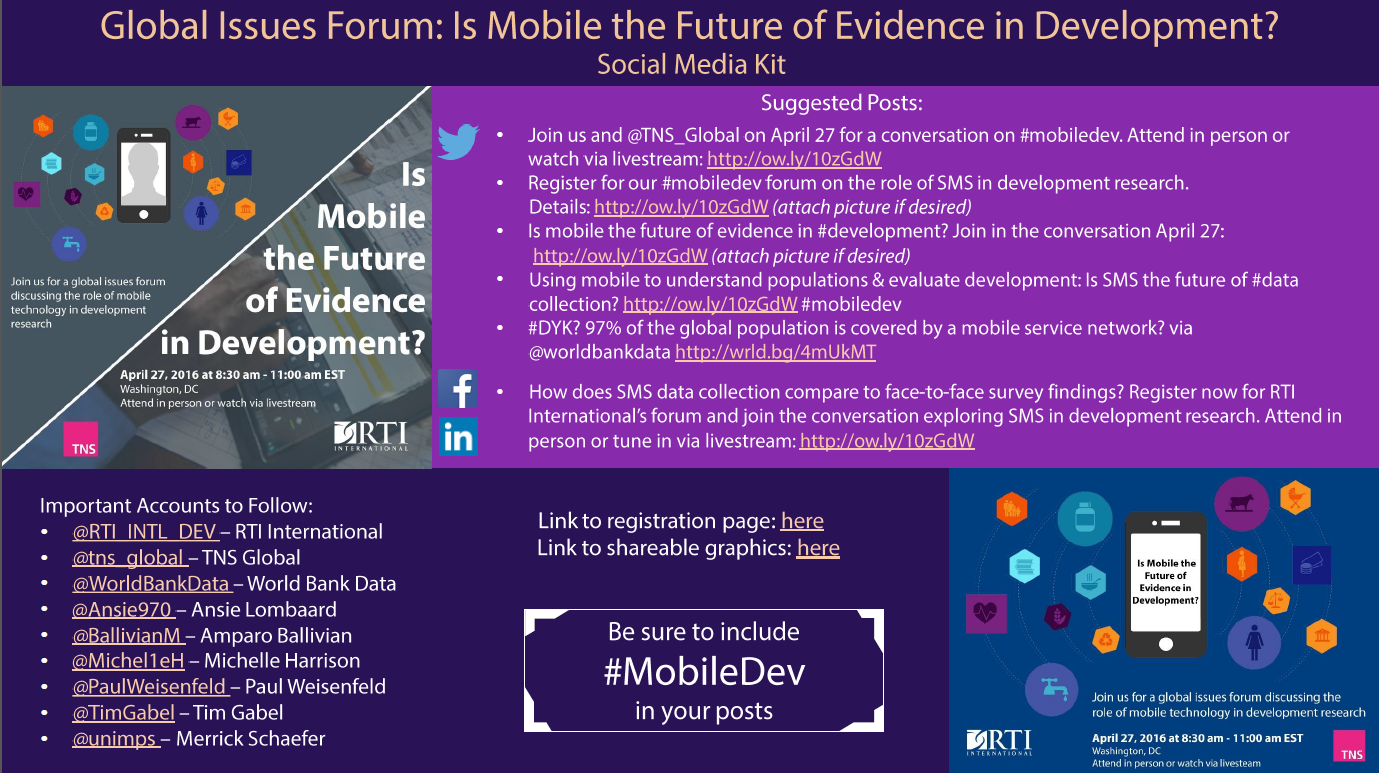 Global Issues Forum: Is Mobile the Future of Evidence in Development?
Social Media Kit
Is
Mobile
the Future
of Evidence
in Development?
Join us for a global issues forum
discussing the role of mobile
technology in development
research
April 27, 2016 at 8:30 am - 11:00 am EST
Washington, DC
Attend in person or watch via livestream
TNS
RTI
INTERNATIONAL
Suggested Posts:
• Join us and @TNS_Global on April 27 for a conversation on #mobiledev. Attend in person or
watch via livestream: http://ow.ly/10zGdW
• Register for our #mobiledev forum on the role of SMS in development research.
Details: http://ow.ly/10zGdW (attach picture if desired)
• Is mobile the future of evidence in #development? Join in the conversation April 27:
http://ow.ly/10zGdW (attach picture if desired)
• Using mobile to understand populations & evaluate development: Is SMS the future of #data
collection? http://ow.ly/10zGdW #mobiledev
• #DYK? 97% of the global population is covered by a mobile service network? via
@worldbankdata http://wrld.bg/4mUkMT
f
in
• How does SMS data collection compare to face-to-face survey findings? Register now for RTI
International's forum and join the conversation exploring SMS in development research. Attend in
person or tune in via livestream: http://ow.ly/10zGdW
Important Accounts to Follow:
• @RTI_INTL_DEV – RTI International
• @tns_global – TNS Global
• @WorldBankData – World Bank Data
• @Ansie970 – Ansie Lombaard
• @BallivianM – Amparo Ballivian
• @Michel1eH – Michelle Harrison
• @PaulWeisenfeld – Paul Weisenfeld
• @TimGabel – Tim Gabel
• @unimps – Merrick Schaefer
Link to registration page: here
Link to shareable graphics: here
Be sure to include
#MobileDev
in your posts
Is Mobile the
Future of
Evidence in
Development?
Join us for a global issues forum discussing the
role of mobile technology in development research
April 27, 2016 at 8:30 am - 11:00 am EST
Washington, DC
Attend in person or watch via livesteam
RTI
INTERNATIONAL
TNS